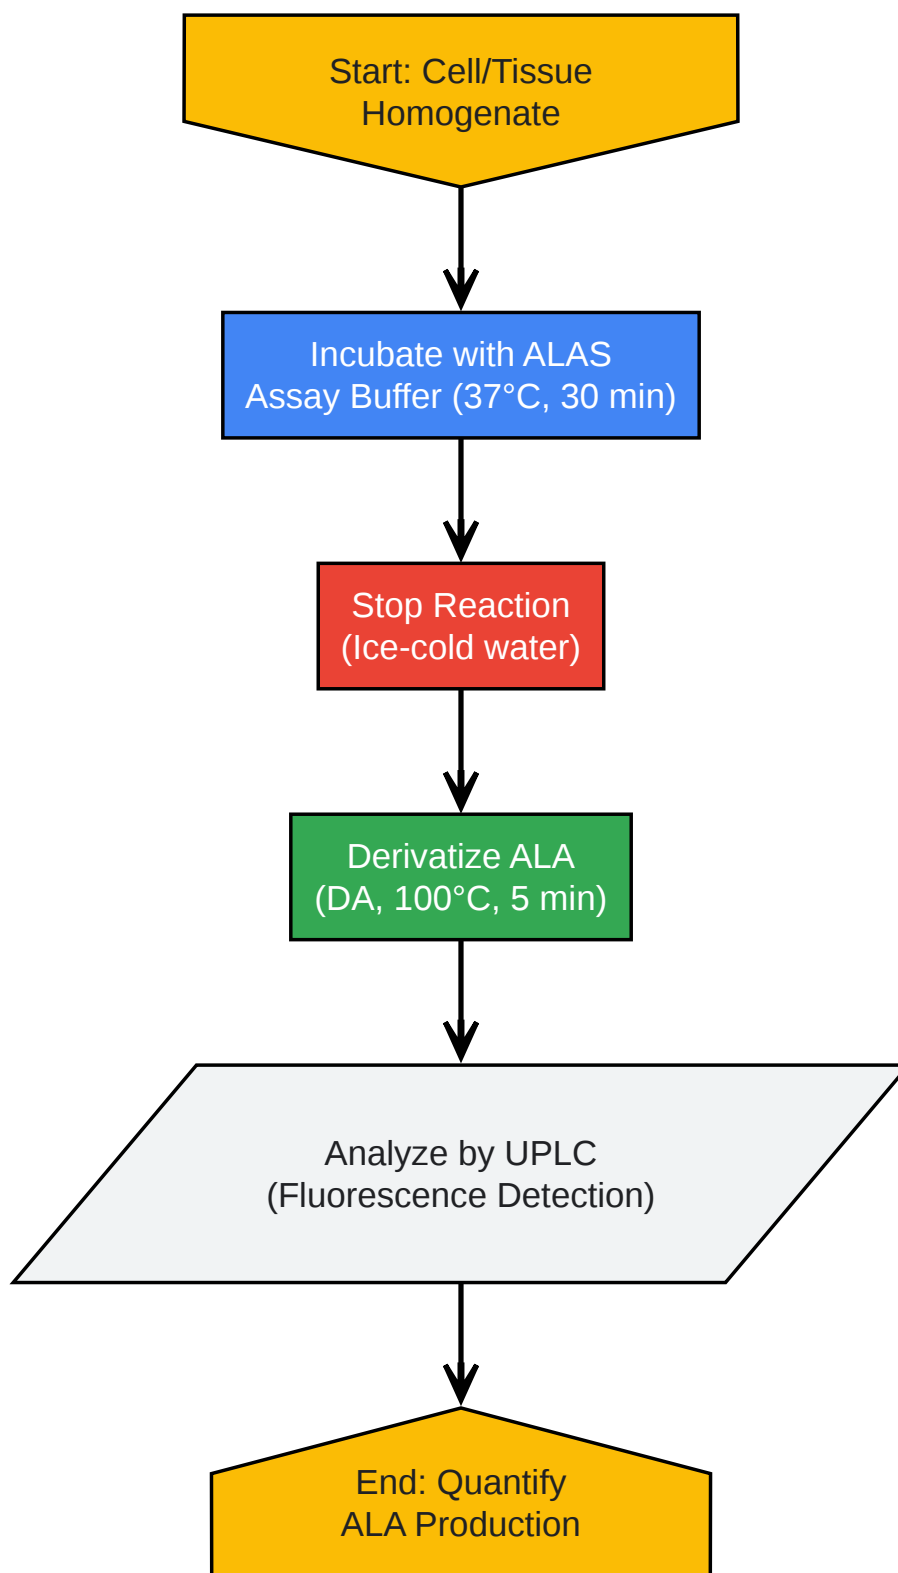 Start: Cell/Tissue
Homogenate
Incubate with ALAS
Assay Buffer (37°C, 30 min)
Stop Reaction
(Ice-cold water)
Derivatize ALA
(DA, 100°C, 5 min)
Analyze by UPLC
(Fluorescence Detection)
End: Quantify
ALA Production